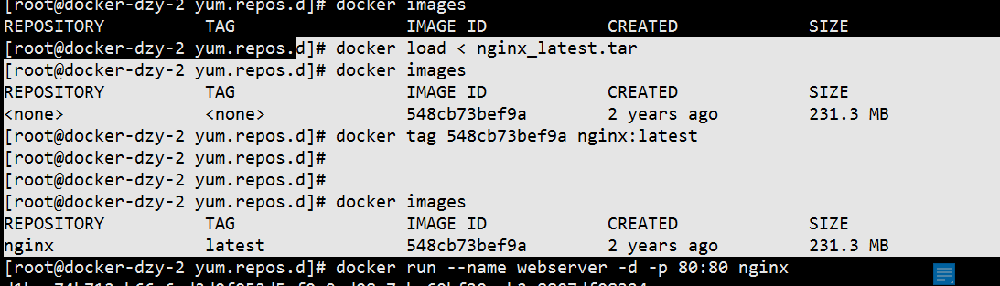 [root@docker-dzy-2 yum.repos.d]# docker images
REPOSITORY TAG IMAGE ID CREATED SIZE
[root@docker-dzy-2 yum.repos.d]# docker load < nginx_latest.tar
[root@docker-dzy-2 yum.repos.d]# docker images
REPOSITORY TAG IMAGE ID CREATED SIZE
<none> <none> 548cb73bef9a 2 years ago 231.3 MB
[root@docker-dzy-2 yum.repos.d]# docker tag 548cb73bef9a nginx:latest
[root@docker-dzy-2 yum.repos.d]#
[root@docker-dzy-2 yum.repos.d]#
[root@docker-dzy-2 yum.repos.d]# docker images
REPOSITORY TAG IMAGE ID CREATED SIZE
nginx latest 548cb73bef9a 2 years ago 231.3 MB
[root@docker-dzy-2 yum.repos.d]# docker run --name webserver -d -p 80:80 nginx